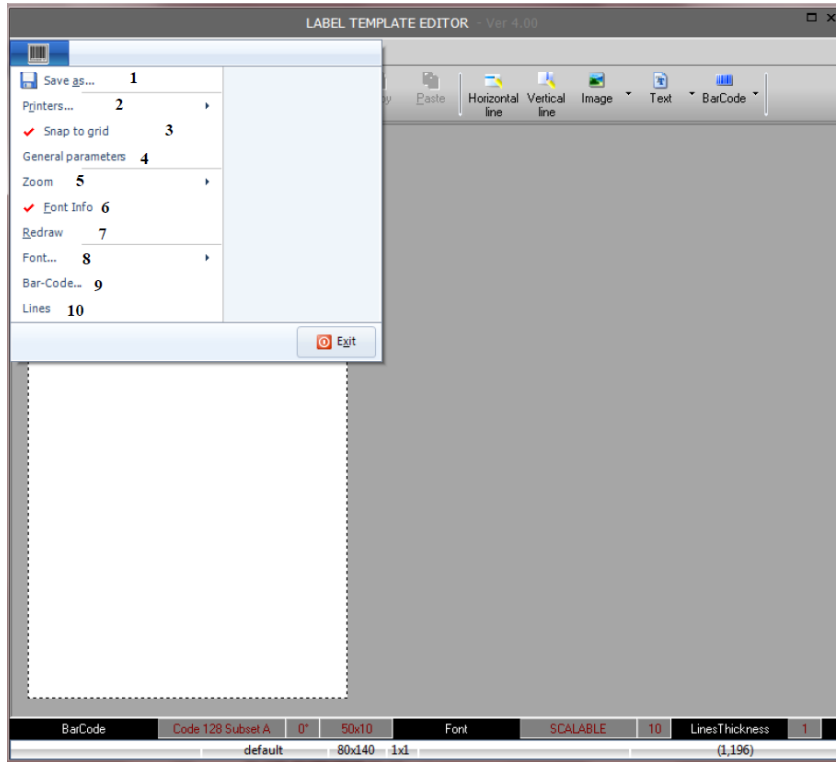 LABEL TEMPLATE EDITOR - Ver 4.00
Save as... 1
Printers... 2
Snap to grid 3
General parameters 4
Zoom 5
Font Info 6
Redraw 7
Font... 8
Bar-Code... 9
Lines 10
Exit
Paste
Horizontal line
Vertical line
Image
Text
BarCode
BarCode Code 128 Subset A 0° 50x10 Font SCALABLE 10 LinesThickness 1
default 80x140 1x1 (1,196)